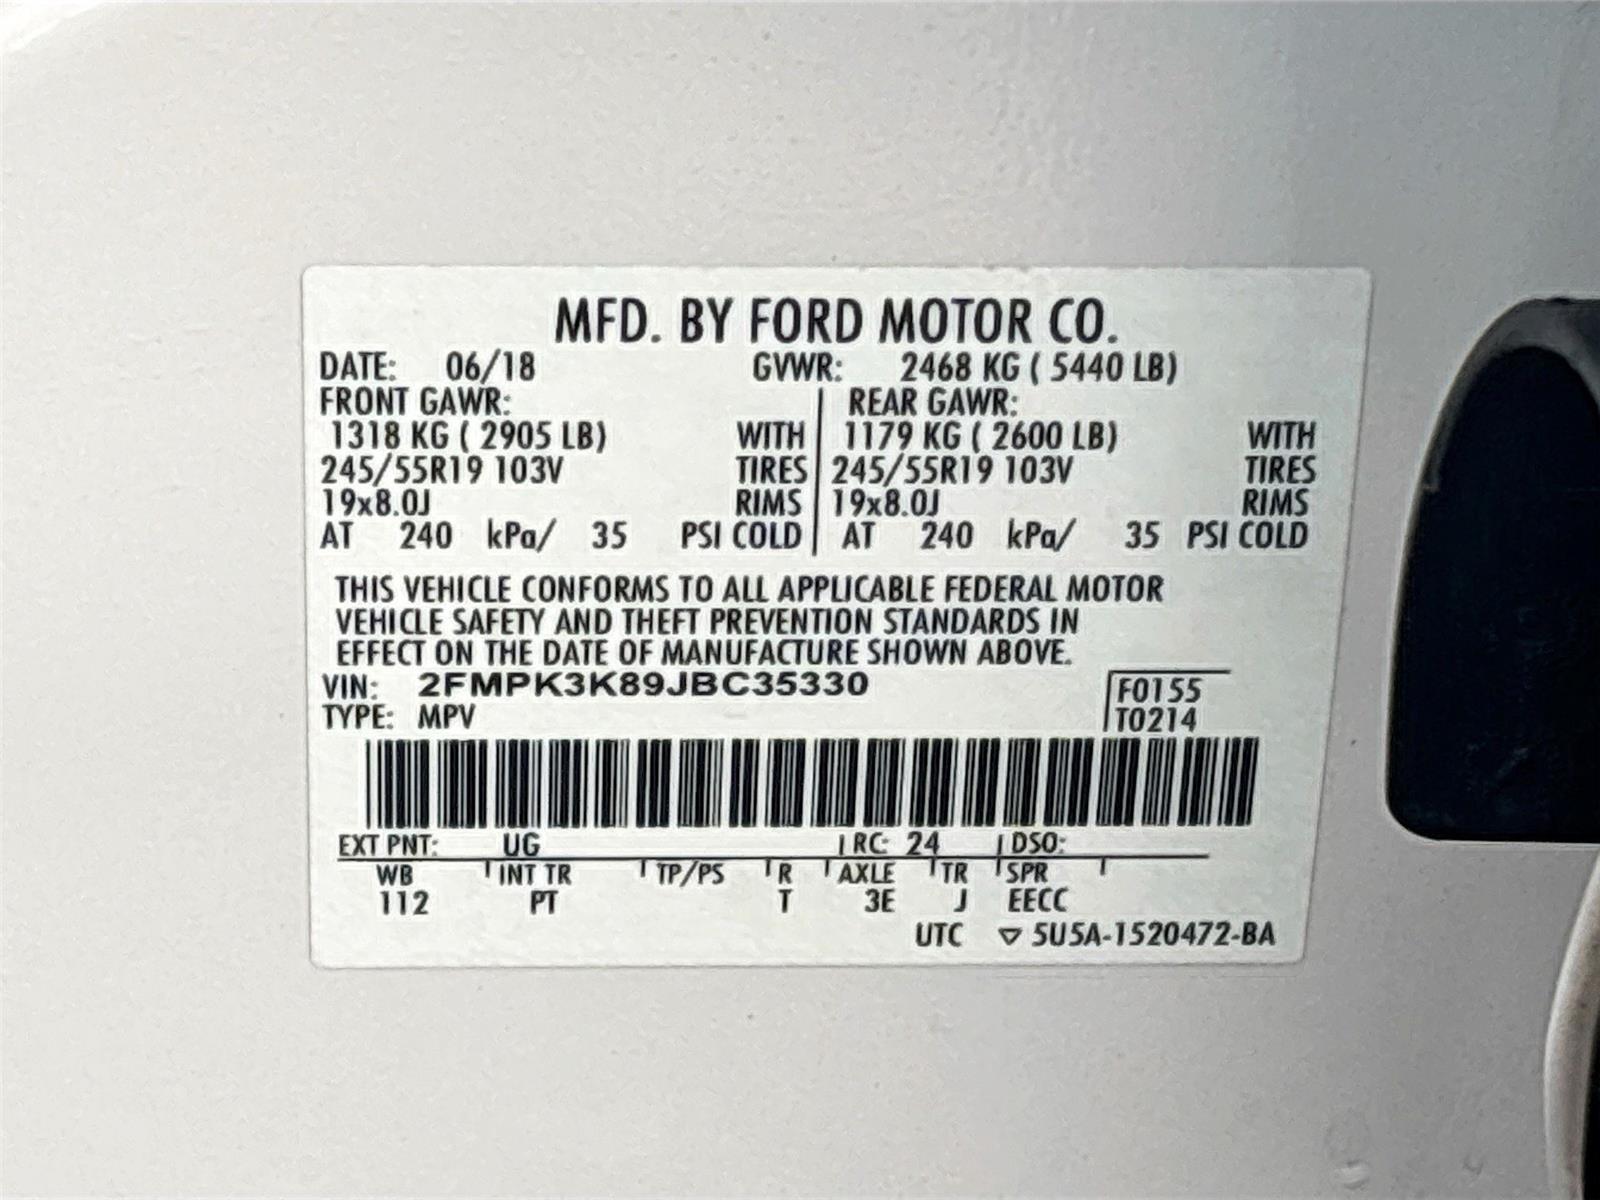 MFD. BY FORD MOTOR CO.
DATE: 06/18 GVWR: 2468 KG ( 5440 LB)
FRONT GAWR: REAR GAWR:
1318 KG ( 2905 LB) WITH 1179 KG ( 2600 LB) WITH
245/55R19 103V TIRES 245/55R19 103V TIRES
19x8.0J RIMS 19x8.0J RIMS
AT 240 kPa/ 35 PSI COLD AT 240 kPa/ 35 PSI COLD
THIS VEHICLE CONFORMS TO ALL APPLICABLE FEDERAL MOTOR
VEHICLE SAFETY AND THEFT PREVENTION STANDARDS IN
EFFECT ON THE DATE OF MANUFACTURE SHOWN ABOVE.
VIN: 2FMPK3K89JBC35330 F0155
TYPE: MPV T0214
EXT PNT: UG RC: 24 DSO:
WB INT TR TP/PS R AXLE TR SPR
112 PT T 3E J EECC
UTC ▽ 5U5A-1520472-BA